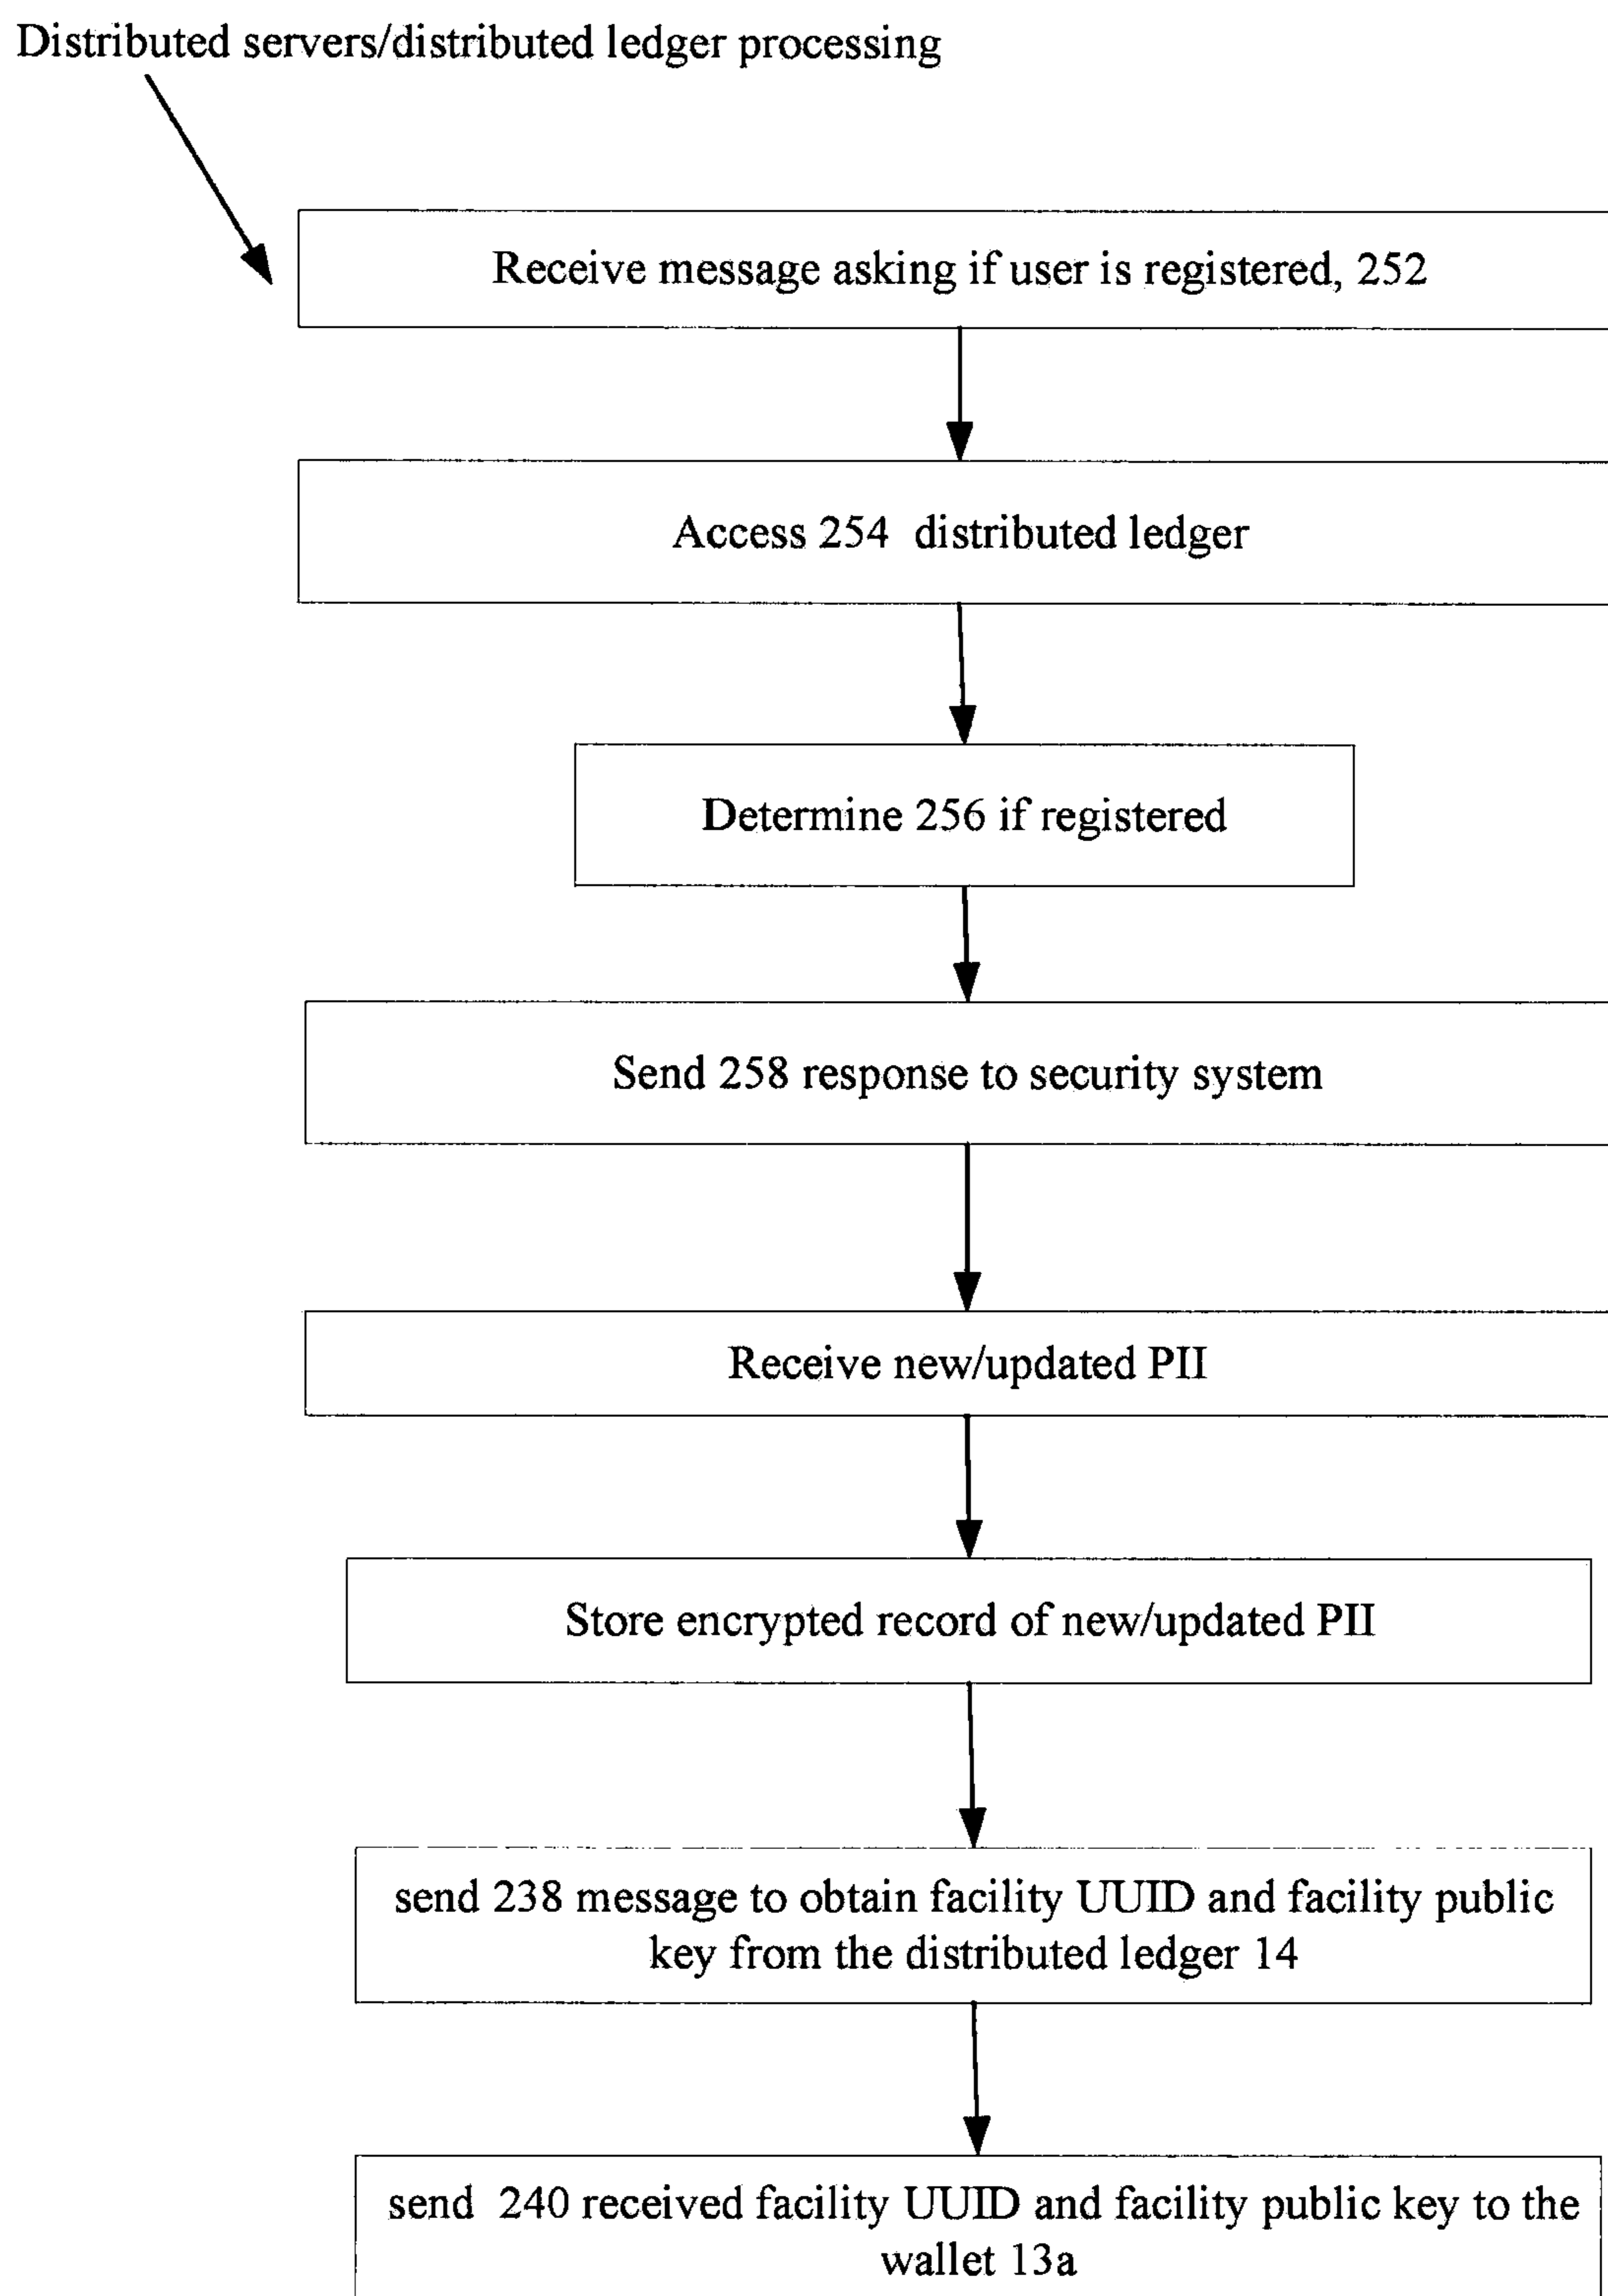 Distributed servers/distributed ledger processing
Receive message asking if user is registered, 252
Access 254 distributed ledger
Determine 256 if registered
Send 258 response to security system
Receive new/updated PII
Store encrypted record of new/updated PII
send 238 message to obtain facility UUID and facility public
key from the distributed ledger 14
send 240 received facility UUID and facility public key to the
wallet 13a